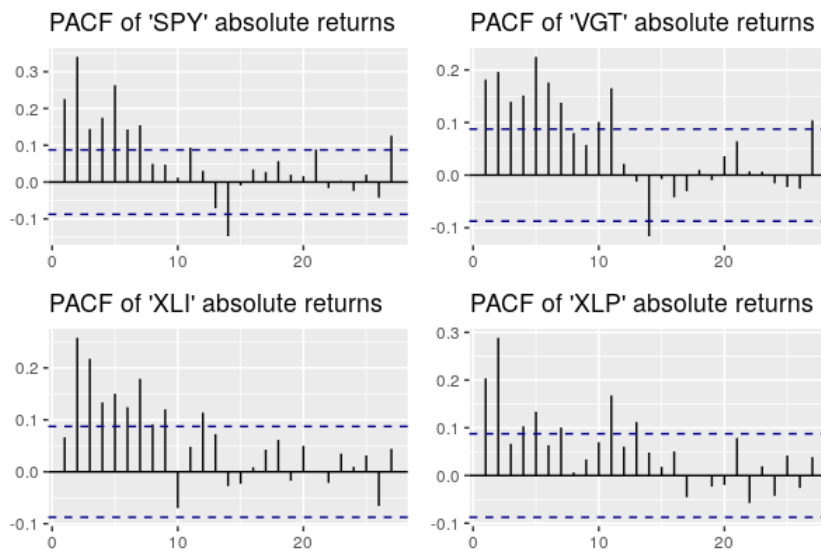 PACF of 'SPY' absolute returns
0.3
0.2
0.1
0.0
-0.1
0 10 20
PACF of 'VGT' absolute returns
0.2
0.1
0.0
-0.1
0 10 20
PACF of 'XLI' absolute returns
0.2
0.1
0.0
-0.1
0 10 20
PACF of 'XLP' absolute returns
0.3
0.2
0.1
0.0
-0.1
0 10 20